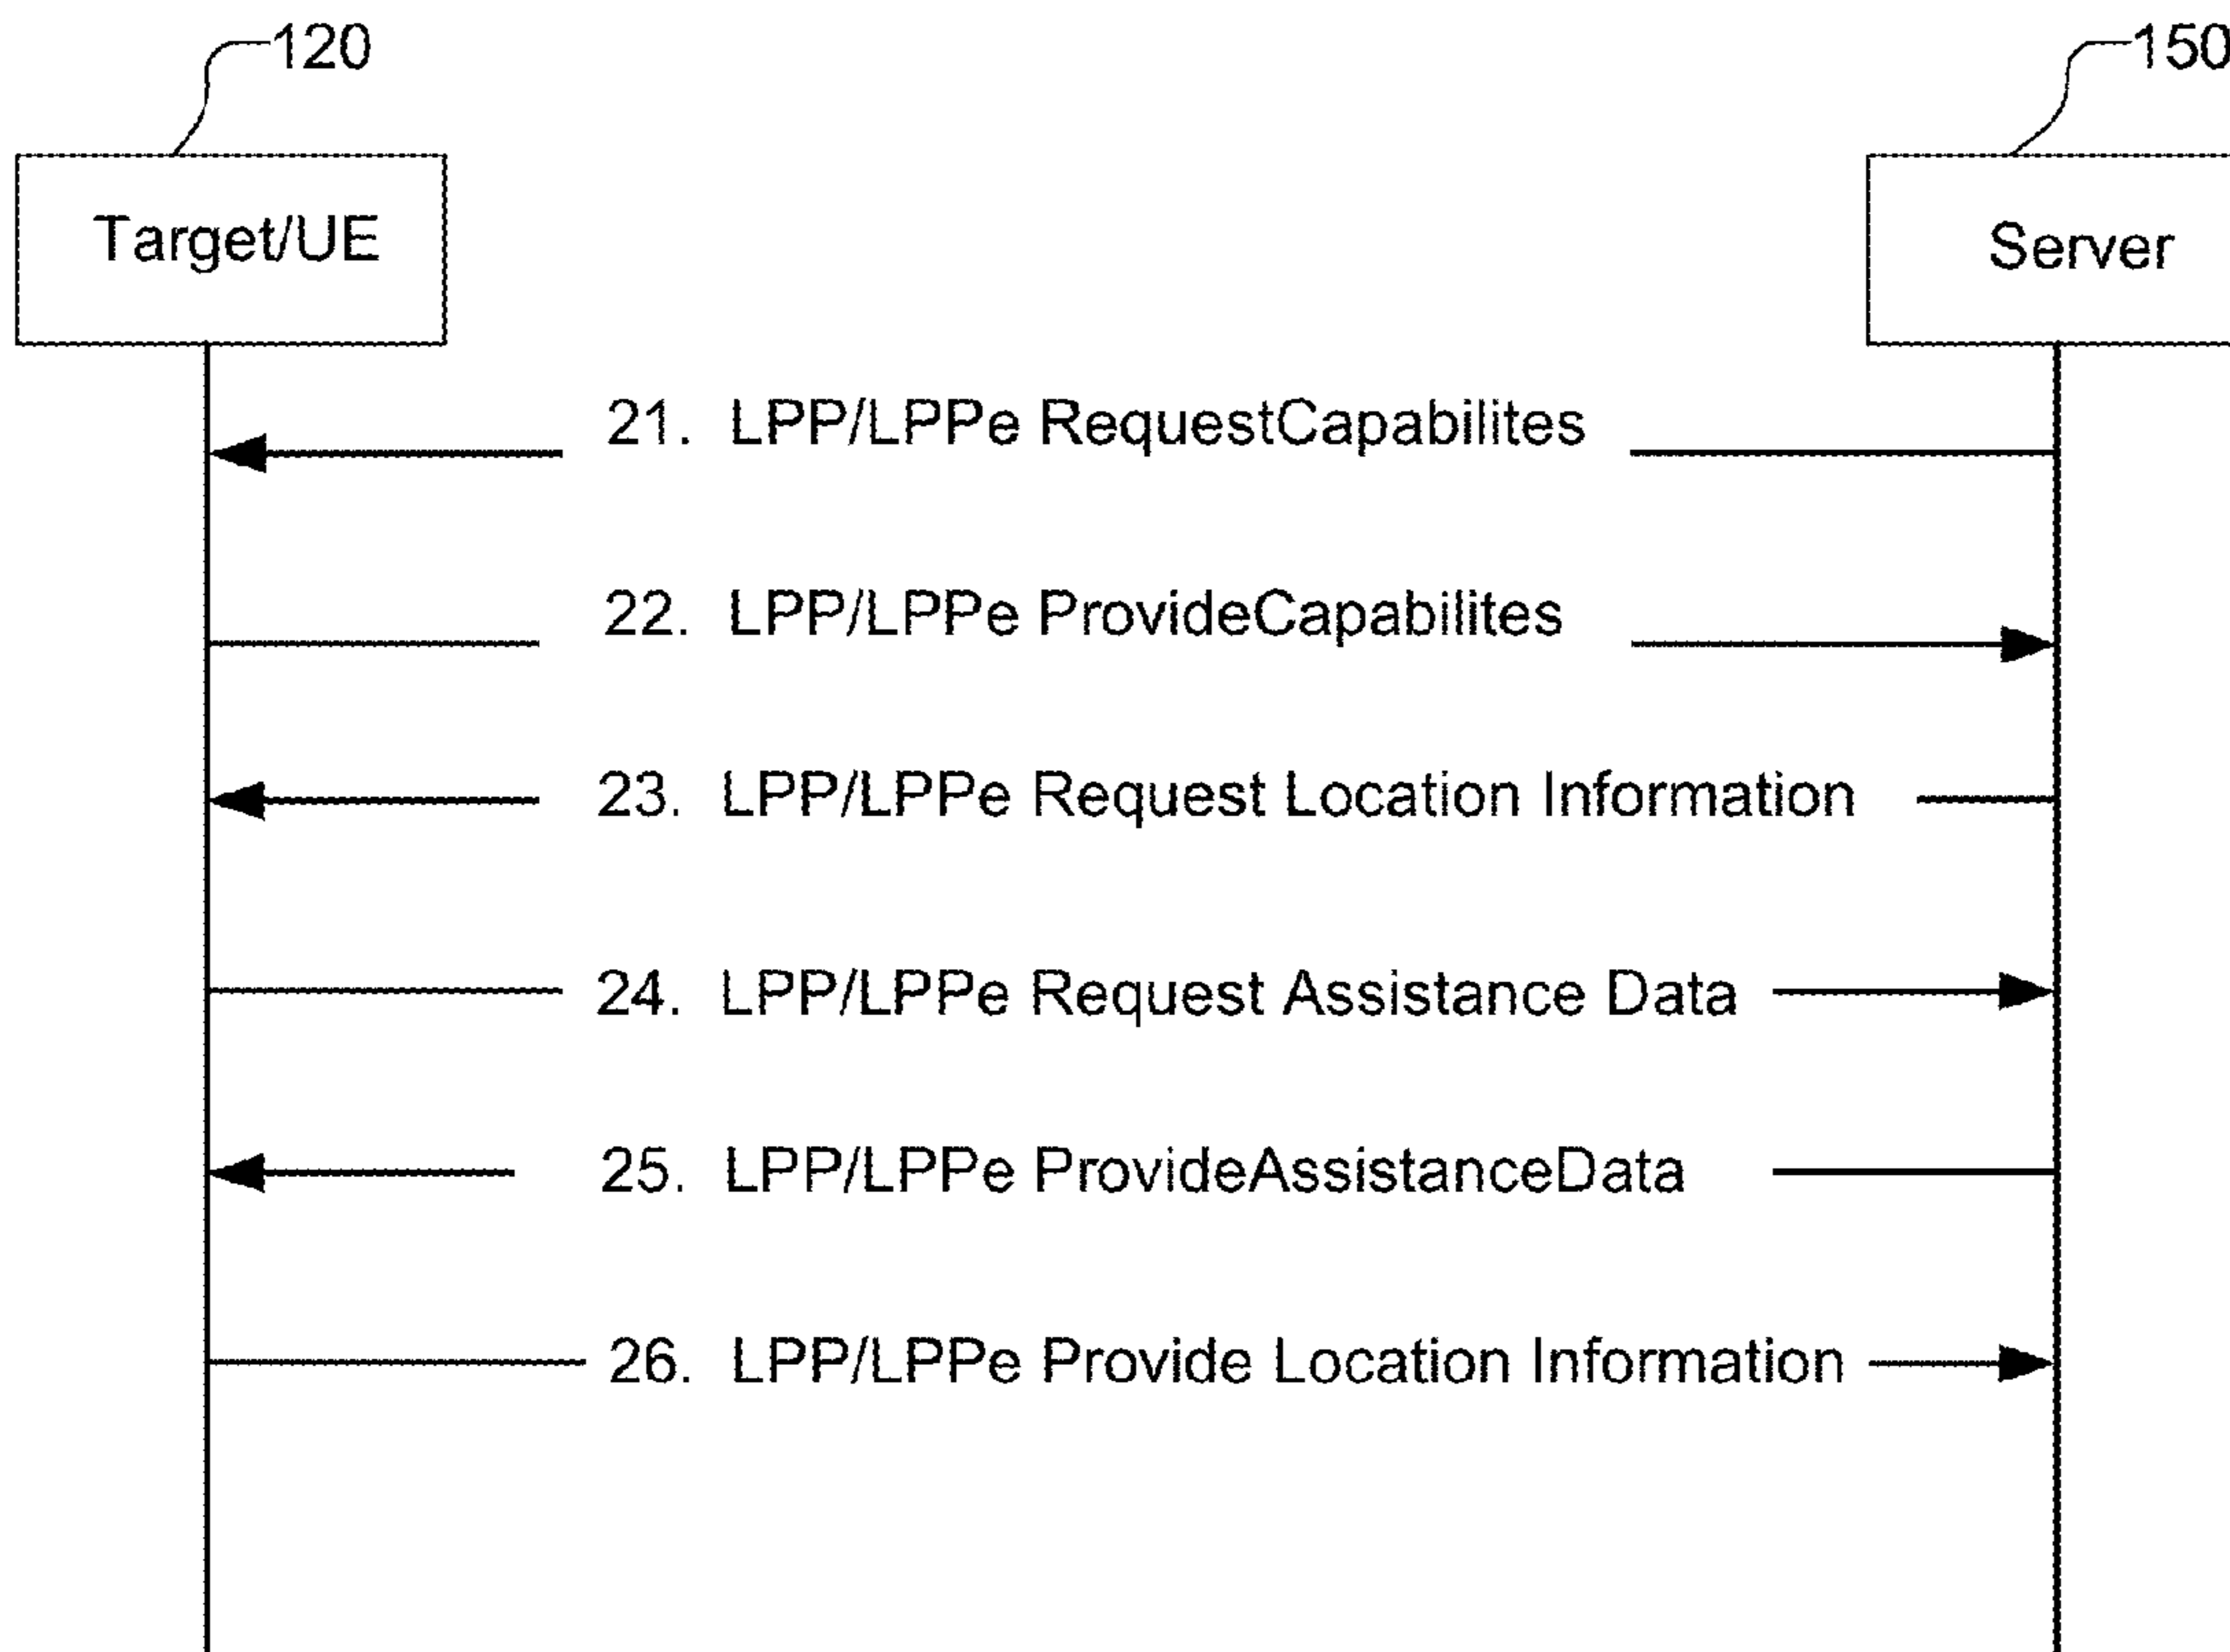 120
150
Target/UE
Server
21. LPP/LPPe RequestCapabilites
22. LPP/LPPe ProvideCapabilites
23. LPP/LPPe Request Location Information
24. LPP/LPPe Request Assistance Data
25. LPP/LPPe ProvideAssistanceData
26. LPP/LPPe Provide Location Information